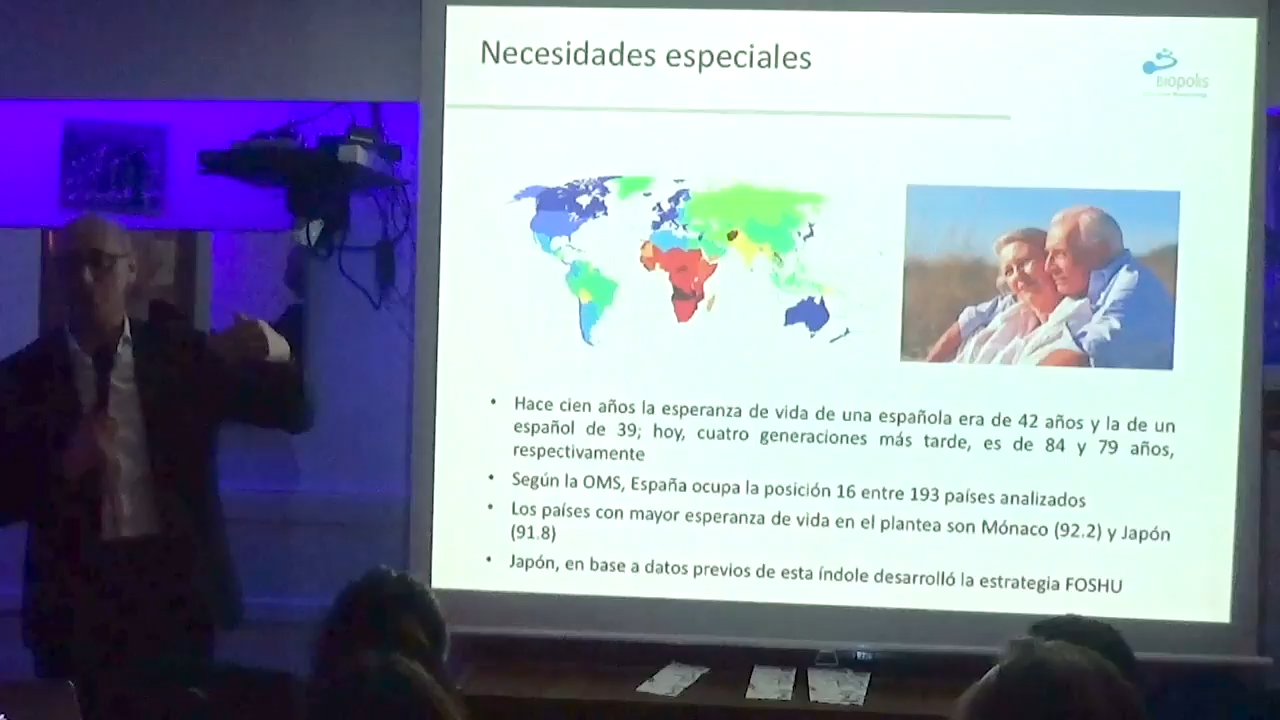 Necesidades especiales
Biopolis
• Hace cien años la esperanza de vida de una española era de 42 años y la de un
español de 39; hoy, cuatro generaciones más tarde, es de 84 y 79 años,
respectivamente
• Según la OMS, España ocupa la posición 16 entre 193 países analizados
• Los países con mayor esperanza de vida en el plantea son Mónaco (92.2) y Japón
(91.8)
• Japón, en base a datos previos de esta índole desarrolló la estrategia FOSHU